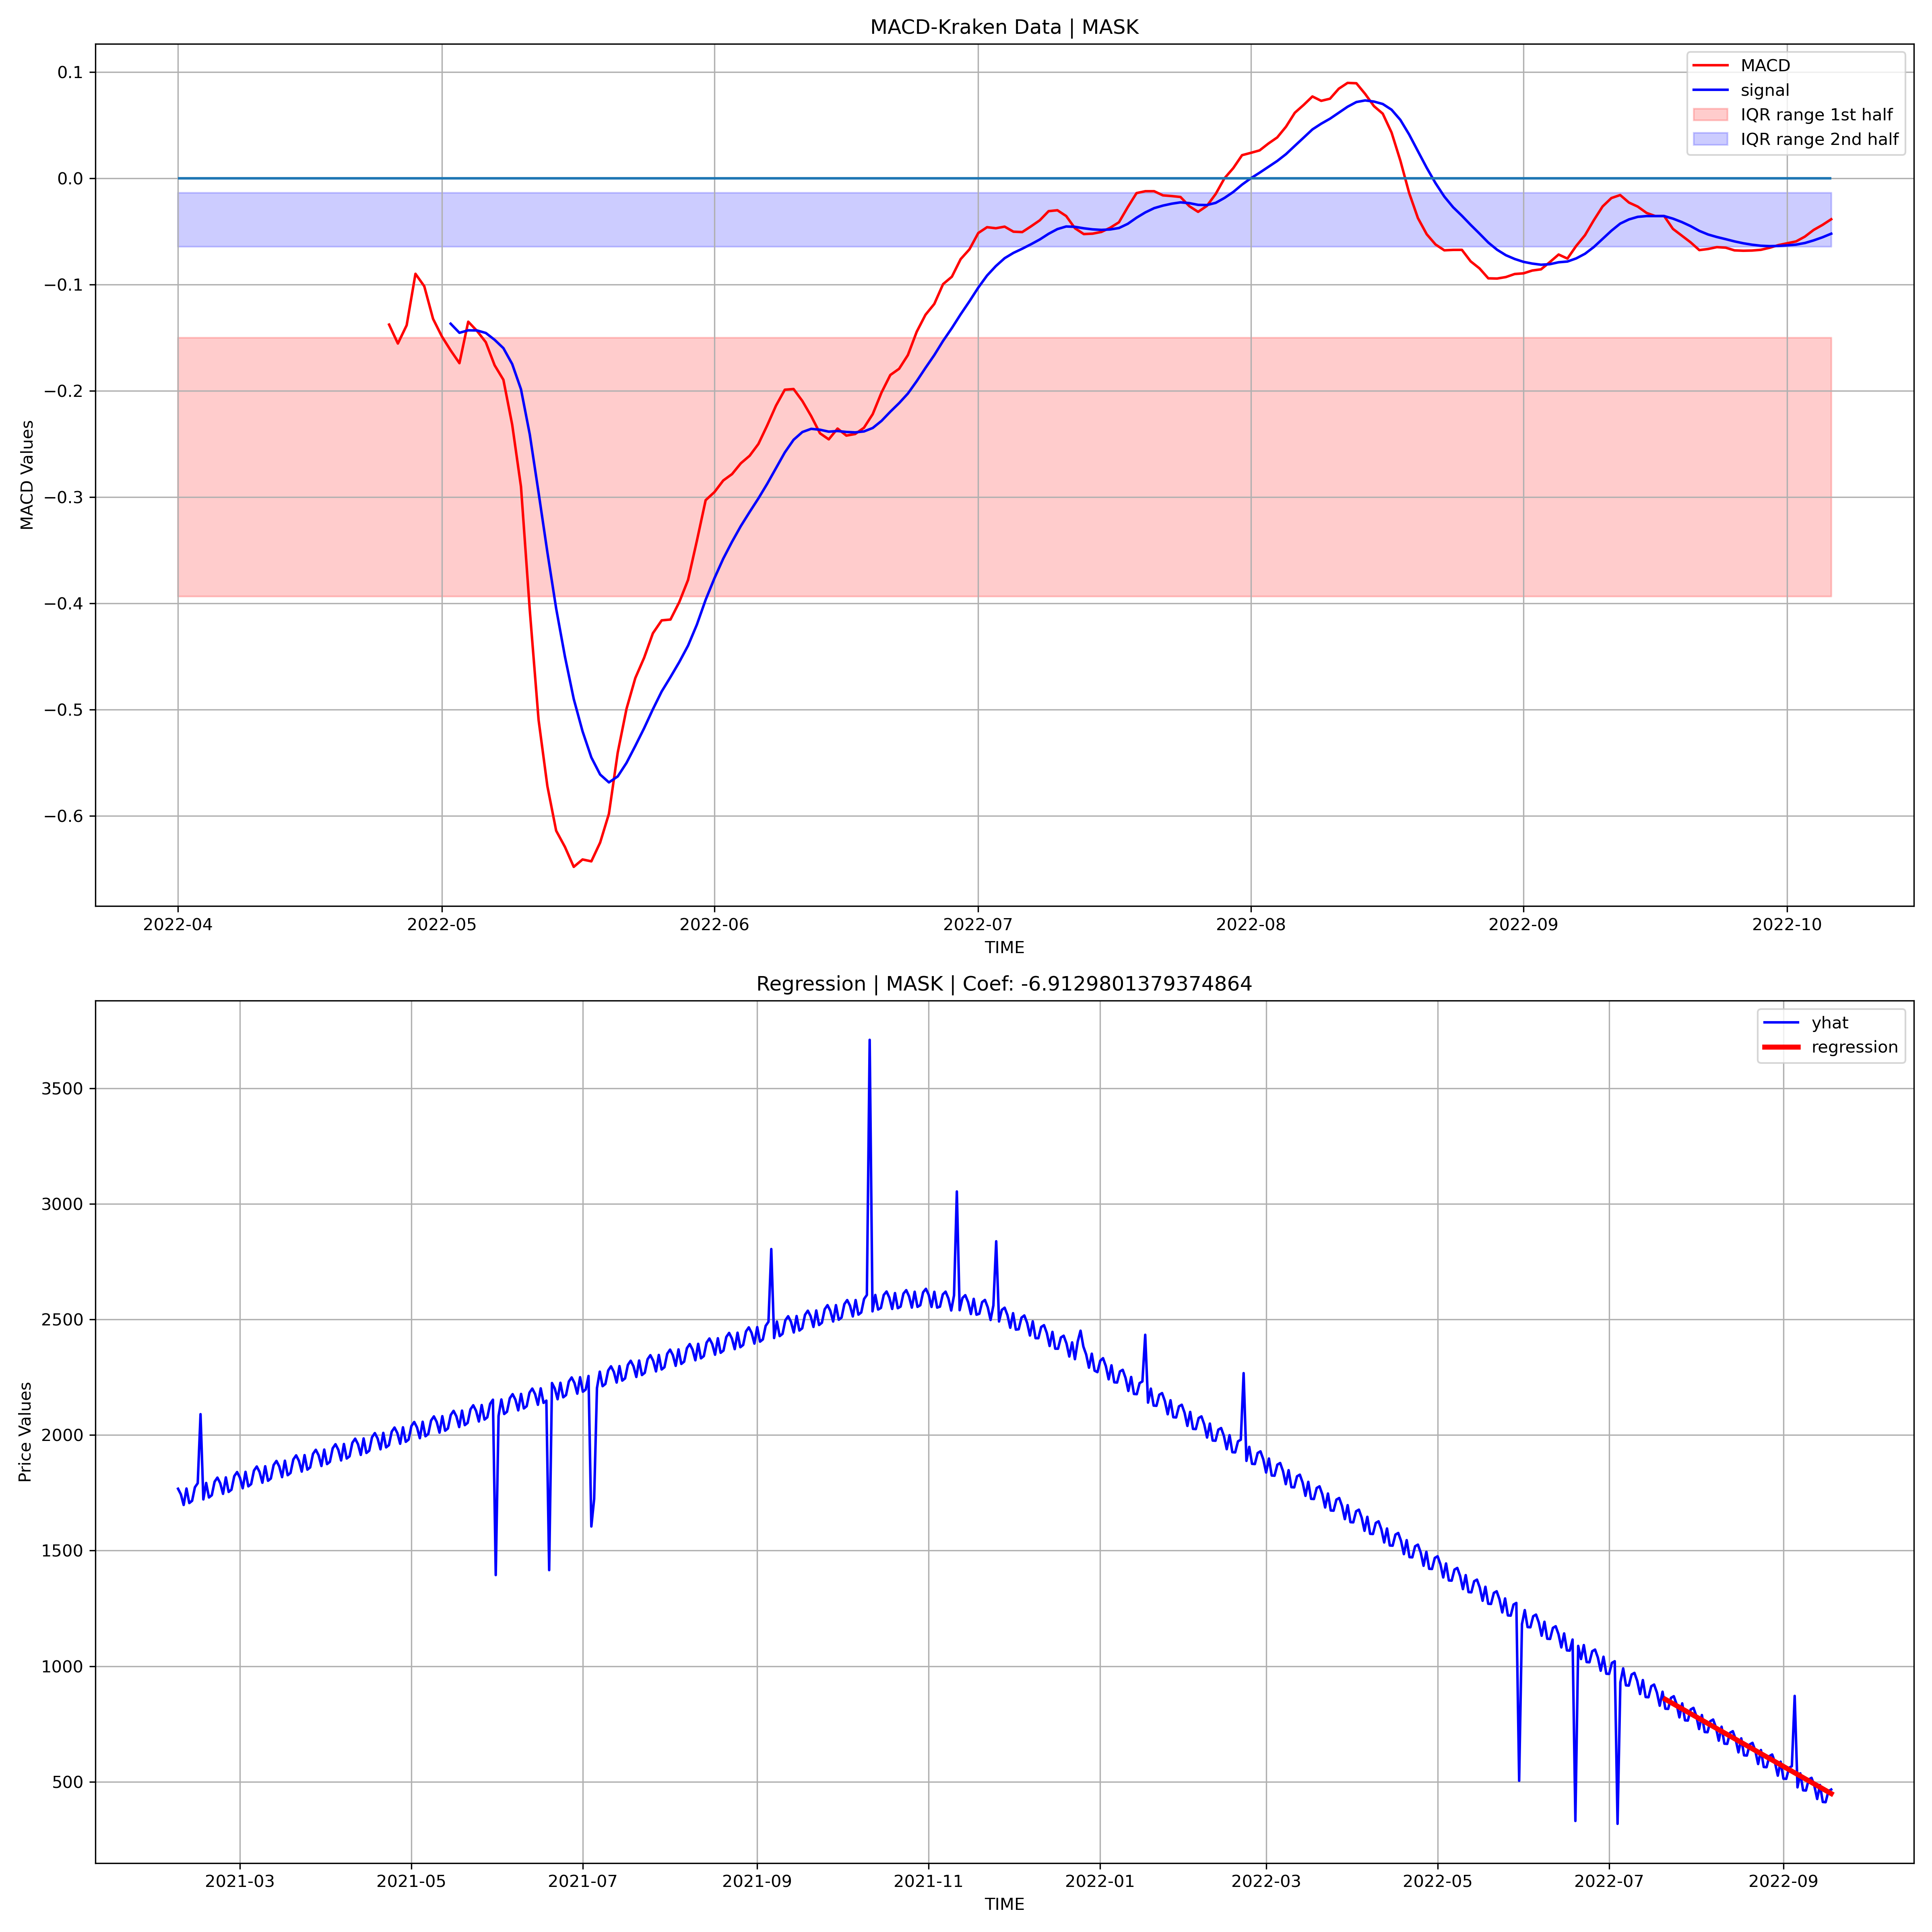 MACD-Kraken Data | MASK
MACD Values
0.1
0.0
−0.1
−0.2
−0.3
−0.4
−0.5
−0.6
MACD
signal
IQR range 1st half
IQR range 2nd half
2022-04 2022-05 2022-06 2022-07 2022-08 2022-09 2022-10
TIME
Regression | MASK | Coef: -6.9129801379374864
Price Values
3500
3000
2500
2000
1500
1000
500
yhat
regression
2021-03 2021-05 2021-07 2021-09 2021-11 2022-01 2022-03 2022-05 2022-07 2022-09
TIME